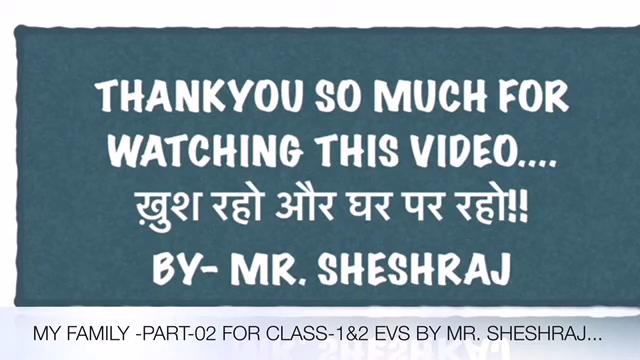 THANKYOU SO MUCH FOR
WATCHING THIS VIDEO....
ख़ुश रहो और घर पर रहो!!
BY- MR. SHESHRAJ
MY FAMILY -PART-02 FOR CLASS-1&2 EVS BY MR. SHESHRAJ...